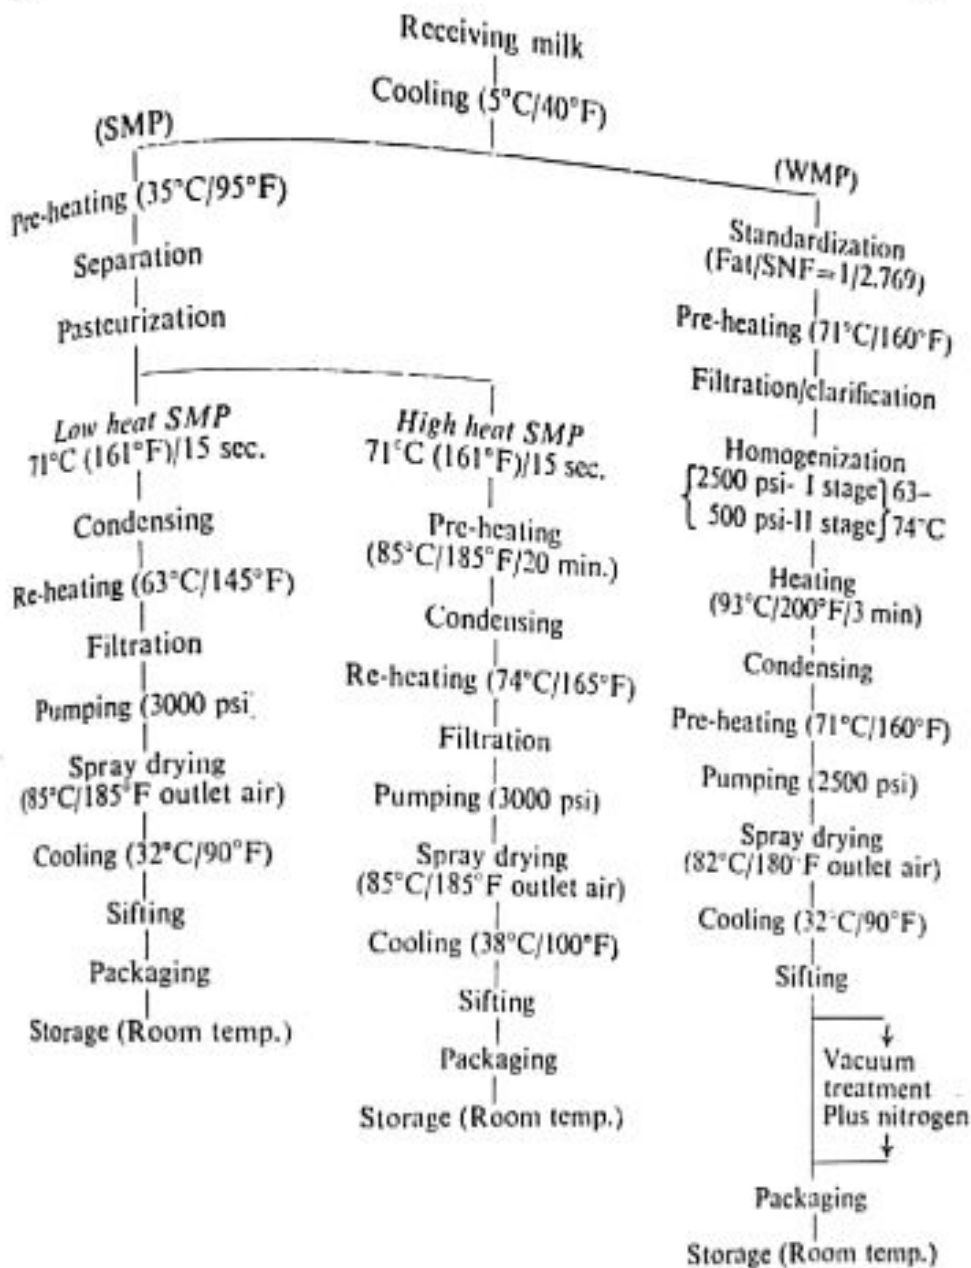 Receiving milk
Cooling (5°C/40°F)
(SMP)
Pre-heating (35°C/95°F)
Separation
Pasteurization
Low heat SMP
71°C (161°F)/15 sec.
Condensing
Re-heating (63°C/145°F)
Filtration
Pumping (3000 psi
Spray drying
(85°C/185°F outlet air)
Cooling (32°C/90°F)
Sifting
Packaging
Storage (Room temp.)
High heat SMP
71°C (161°F)/15 sec.
Pre-heating
(85°C/185°F/20 min.)
Condensing
Re-heating (74°C/165°F)
Filtration
Pumping (3000 psi)
Spray drying
(85°C/185°F outlet air)
Cooling (38°C/100°F)
Sifting
Packaging
Storage (Room temp.)
(WMP)
Standardization
(Fat/SNF=1/2.769)
Pre-heating (71°C/160°F)
Filtration/clarification
Homogenization
{2500 psi- I stage} 63–
{500 psi-II stage} 74°C
Heating
(93°C/200°F/3 min)
Condensing
Pre-heating (71°C/160°F)
Pumping (2500 psi)
Spray drying
(82°C/180°F outlet air)
Cooling (32°C/90°F)
Sifting
Vacuum
treatment
Plus nitrogen
Packaging
Storage (Room temp.)